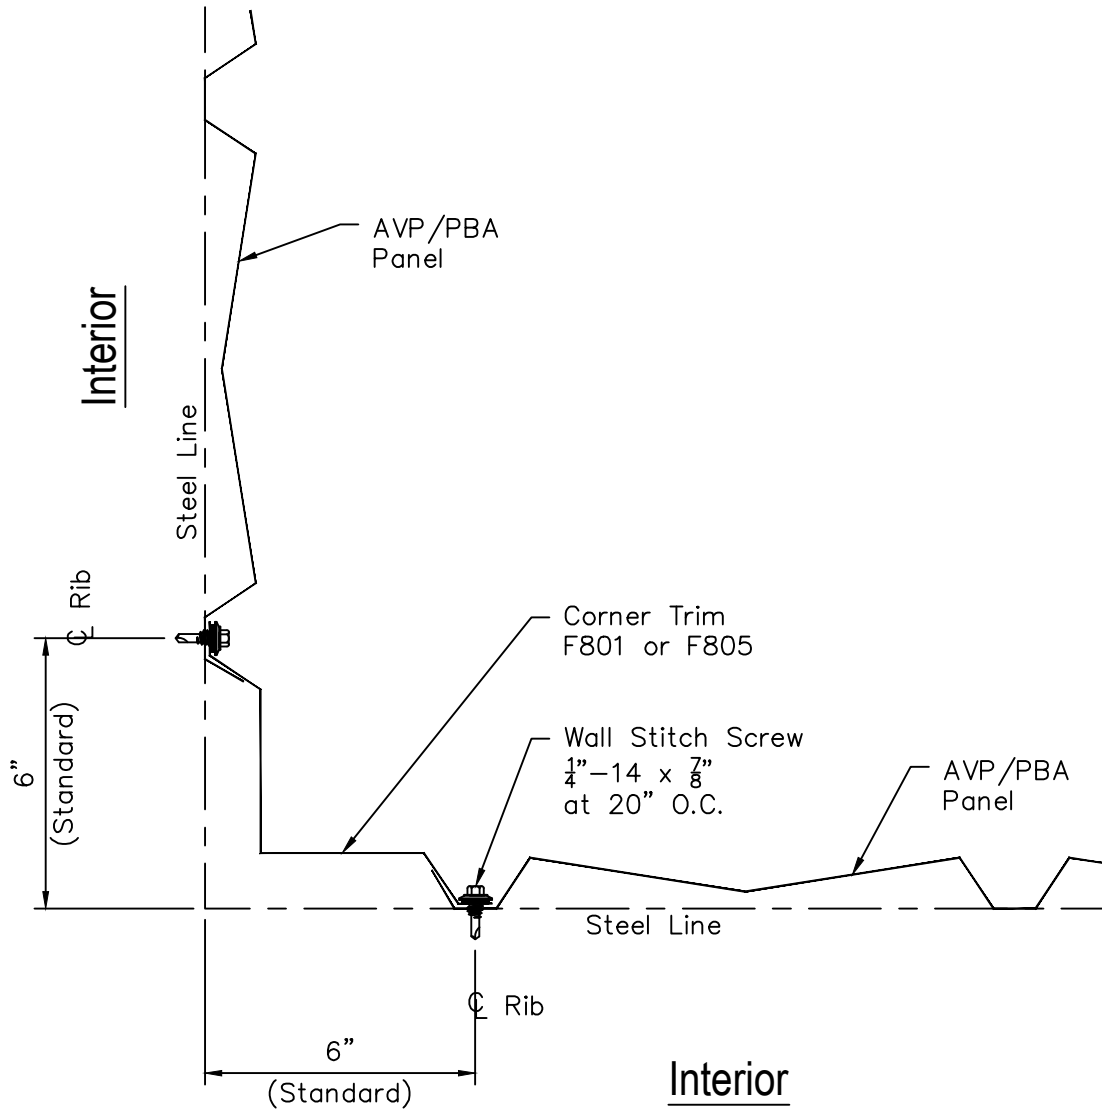 AVP/PBA
Panel
Interior
Steel Line
℄ Rib
6”
(Standard)
Corner Trim
F801 or F805
Wall Stitch Screw
1/4”-14 x 7/8”
at 20” O.C.
AVP/PBA
Panel
Steel Line
℄ Rib
6”
(Standard)
Interior